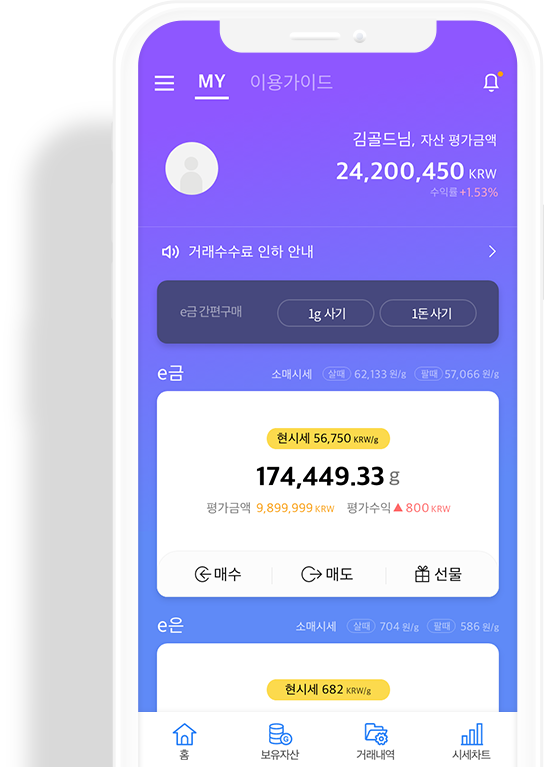 MY 이용가이드
김골드님, 자산 평가금액
24,200,450 KRW
수익률 +1.53%
거래수수료 인하 안내
e금 간편구매 1g 사기 1돈 사기
e금 소매시세 살때 62,133 원/g 팔때 57,066 원/g
현시세 56,750 KRW/g
174,449.33 g
평가금액 9,899,999 KRW 평가수익 ▲ 800 KRW
매수 매도 선물
e은 소매시세 살때 704 원/g 팔때 586 원/g
현시세 682 KRW/g
홈 보유자산 거래내역 시세차트